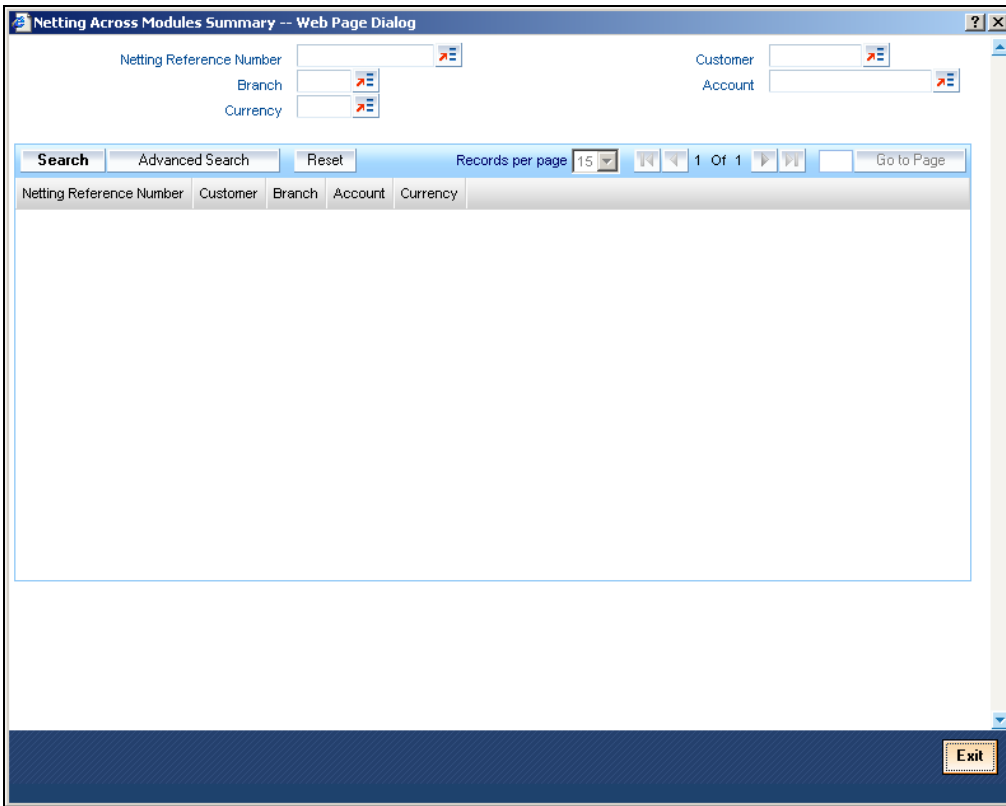 Netting Across Modules Summary -- Web Page Dialog
Netting Reference Number
Customer
Branch
Account
Currency
Search Advanced Search Reset Records per page 15 1 Of 1 Go to Page
Netting Reference Number Customer Branch Account Currency
Exit